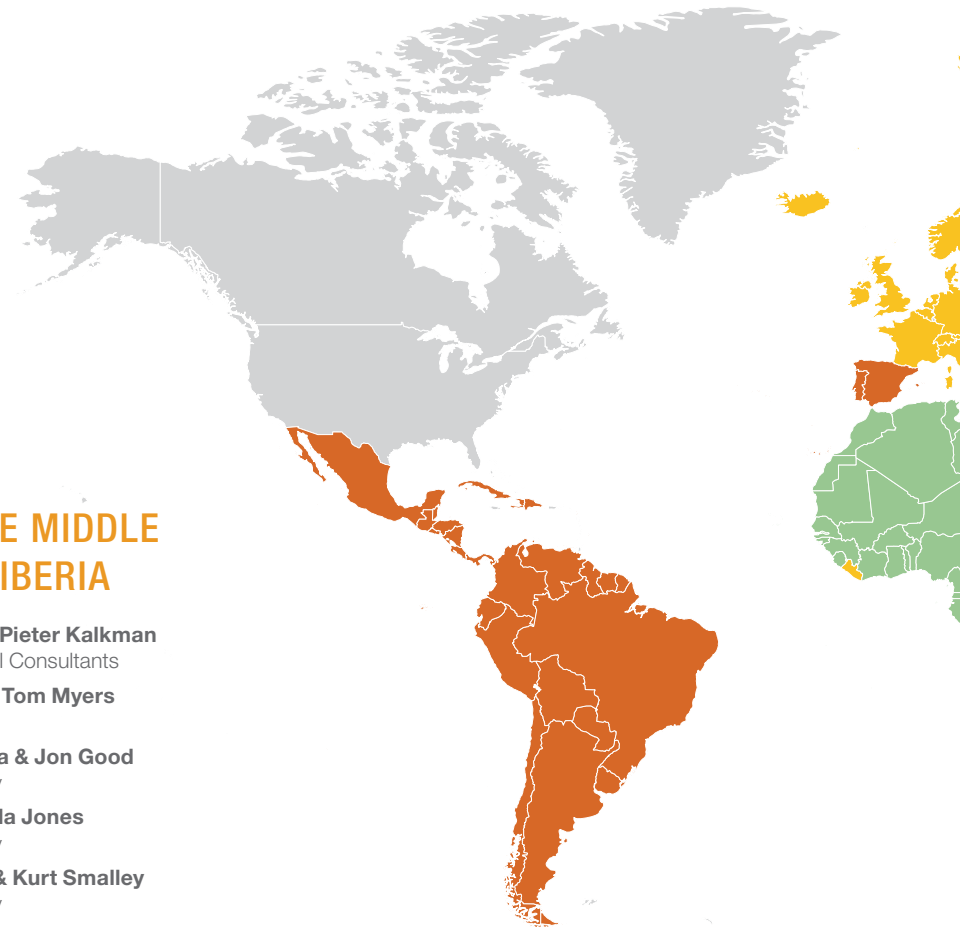 E MIDDLE
IBERIA
Pieter Kalkman
l Consultants
Tom Myers
a & Jon Good
la Jones
& Kurt Smalley